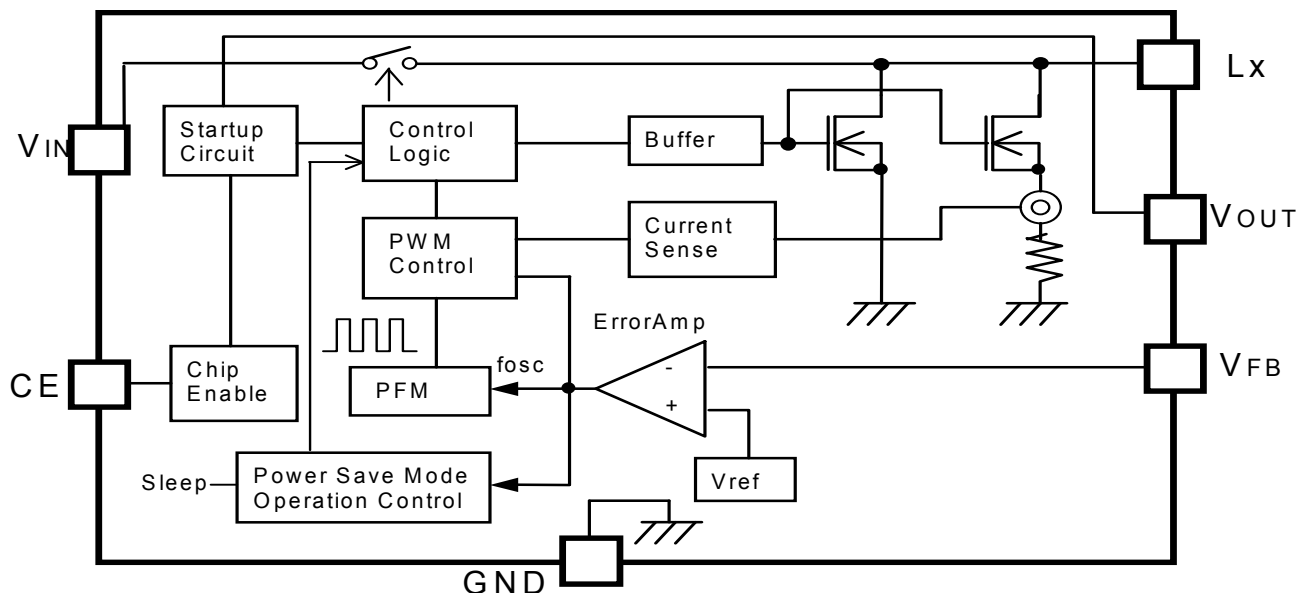 Lx
VIN
Startup
Circuit
Control
Logic
Buffer
VOUT
PWM
Control
Current
Sense
ErrorAmp
CE
Chip
Enable
PFM
fosc
-
+
VFB
Sleep
Power Save Mode
Operation Control
Vref
GND